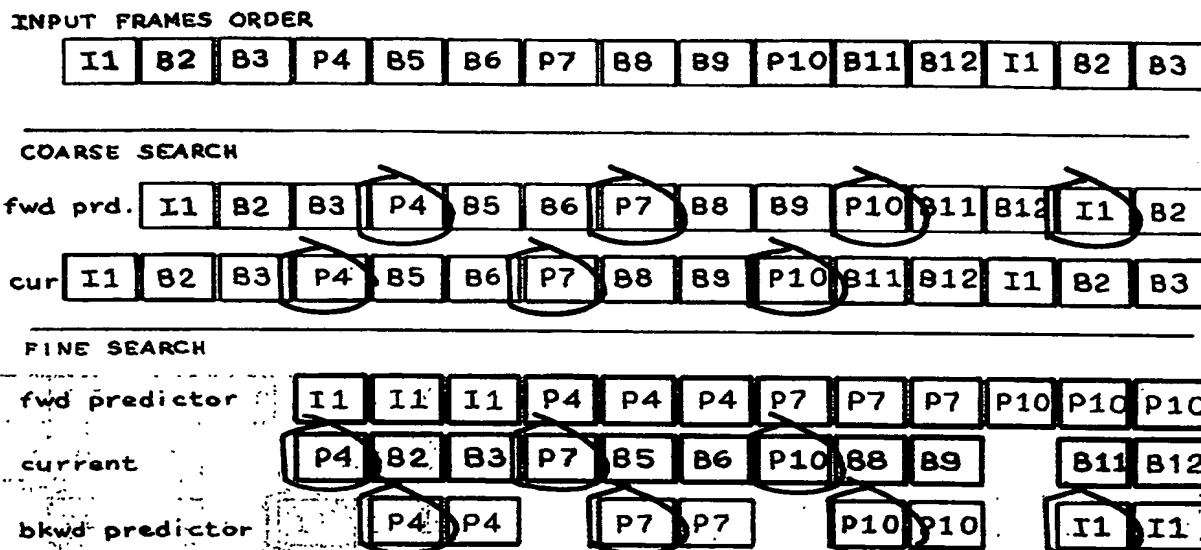 INPUT FRAMES ORDER
I1 B2 B3 P4 B5 B6 P7 B8 B9 P10 B11 B12 I1 B2 B3
COARSE SEARCH
fwd prd. I1 B2 B3 P4 B5 B6 P7 B8 B9 P10 B11 B12 I1 B2
cur I1 B2 B3 P4 B5 B6 P7 B8 B9 P10 B11 B12 I1 B2 B3
FINE SEARCH
fwd predictor I1 I1 I1 P4 P4 P4 P7 P7 P7 P10 P10 P10
current P4 B2 B3 P7 B5 B6 P10 B8 B9 B11 B12
bkwd predictor P4 P4 P7 P7 P10 P10 I1 I1